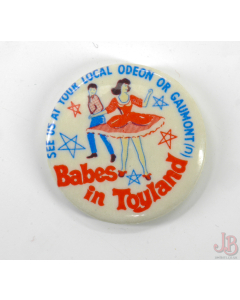 SEE US AT YOUR LOCAL ODEON OR GAUMONT (U)
Babes
in Toyland
JB